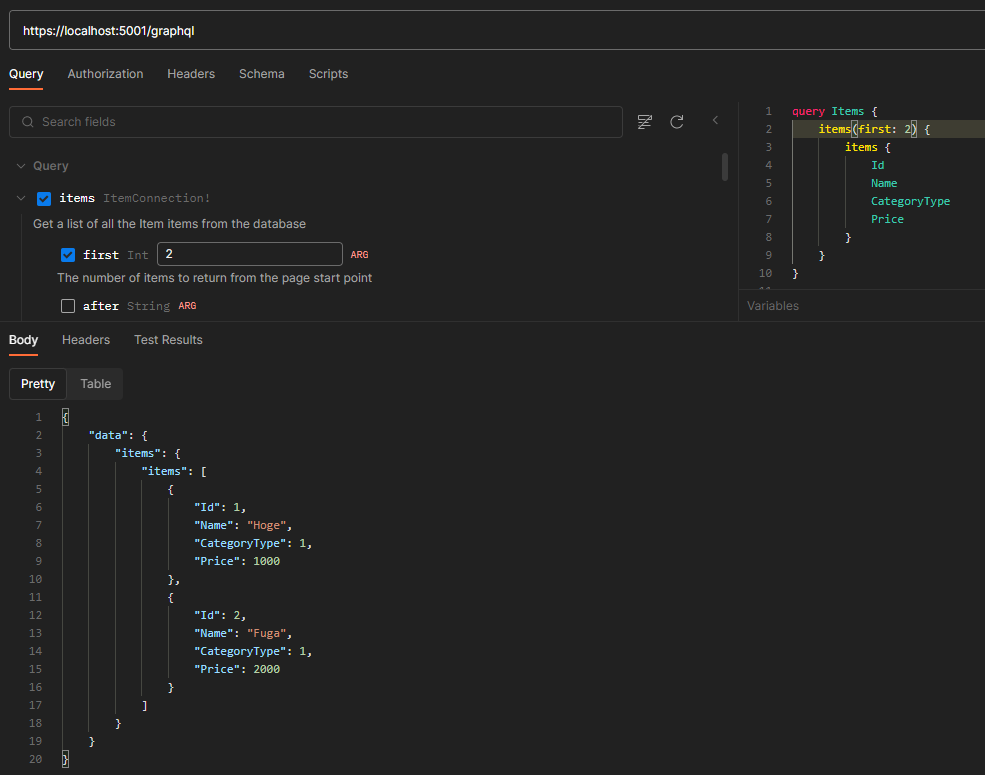 https://localhost:5001/graphql
Query Authorization Headers Schema Scripts
Search fields
Query
items ItemConnection!
Get a list of all the Item items from the database
first Int 2 ARG
The number of items to return from the page start point
after String ARG
1 query Items {
2 items(first: 2) {
3 items {
4 Id
5 Name
6 CategoryType
7 Price
8 }
9 }
10 }
Variables
Body Headers Test Results
Pretty Table
1 {
2 "data": {
3 "items": {
4 "items": [
5 {
6 "Id": 1,
7 "Name": "Hoge",
8 "CategoryType": 1,
9 "Price": 1000
10 },
11 {
12 "Id": 2,
13 "Name": "Fuga",
14 "CategoryType": 1,
15 "Price": 2000
16 }
17 ]
18 }
19 }
20 }